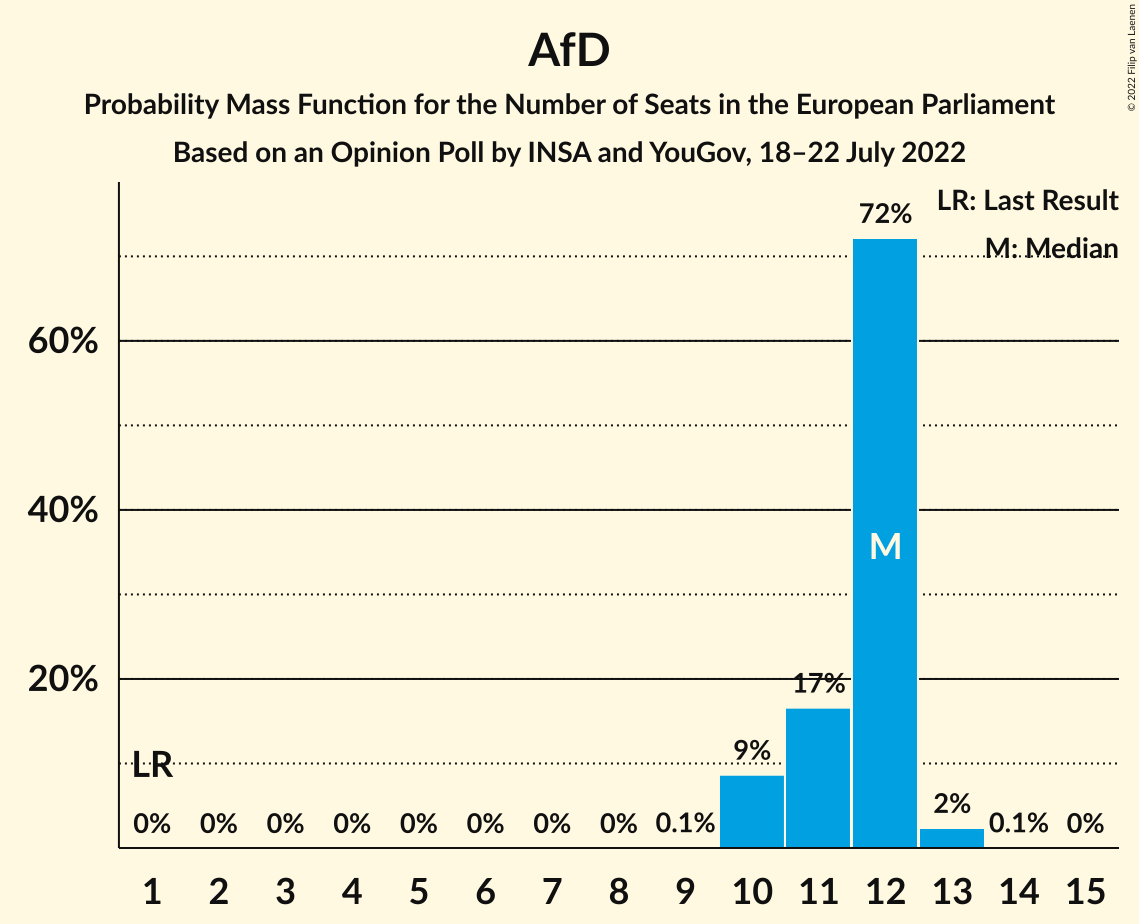 AfD
Probability Mass Function for the Number of Seats in the European Parliament
Based on an Opinion Poll by INSA and YouGov, 18–22 July 2022
© 2022 Filip van Laenen
LR: Last Result
M: Median
60%
40%
20%
LR
0% 0% 0% 0% 0% 0% 0% 0% 0.1% 9% 17% 72% 2% 0.1% 0%
M
1 2 3 4 5 6 7 8 9 10 11 12 13 14 15